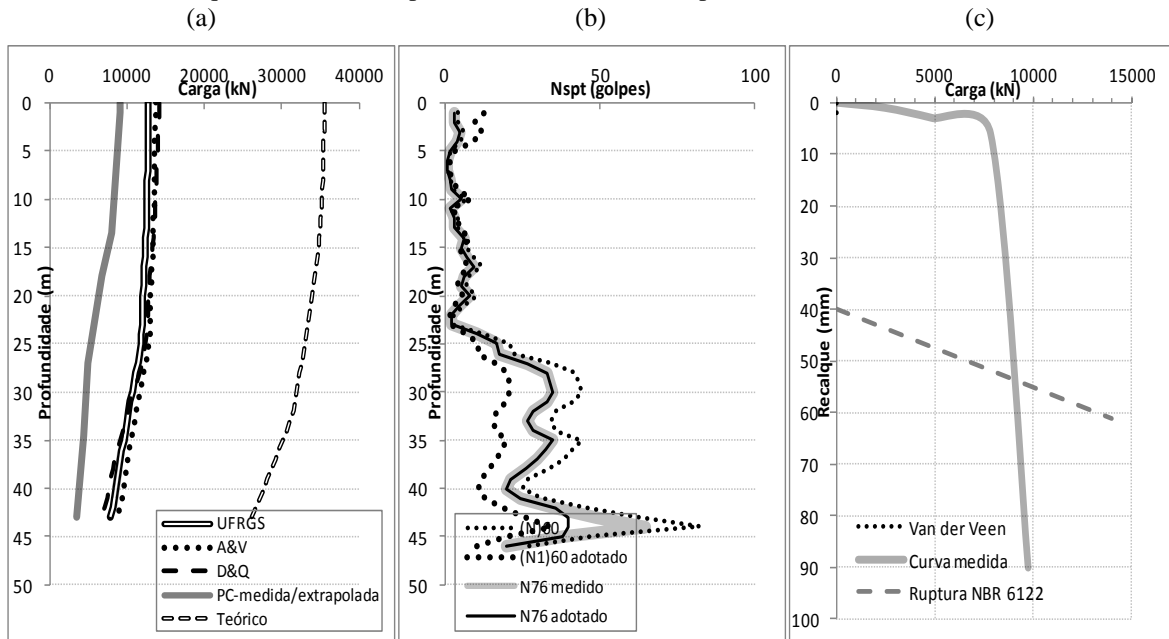 (a)
0 10000 20000 30000 40000
Carga (kN)
0
5
10
15
20
25
30
35
40
45
50
Profundidade (m)
UFRGS
A&V
D&Q
PC-medida/extrapolada
Teórico
(b)
0 50 100
Nspt (golpes)
0
5
10
15
20
25
30
35
40
45
50
Profundidade (m)
(N)60
(N1)60 adotado
N76 medido
N76 adotado
(c)
0 5000 10000 15000
Carga (kN)
0
10
20
30
40
50
60
70
80
90
100
Recalque (mm)
Van der Veen
Curva medida
Ruptura NBR 6122